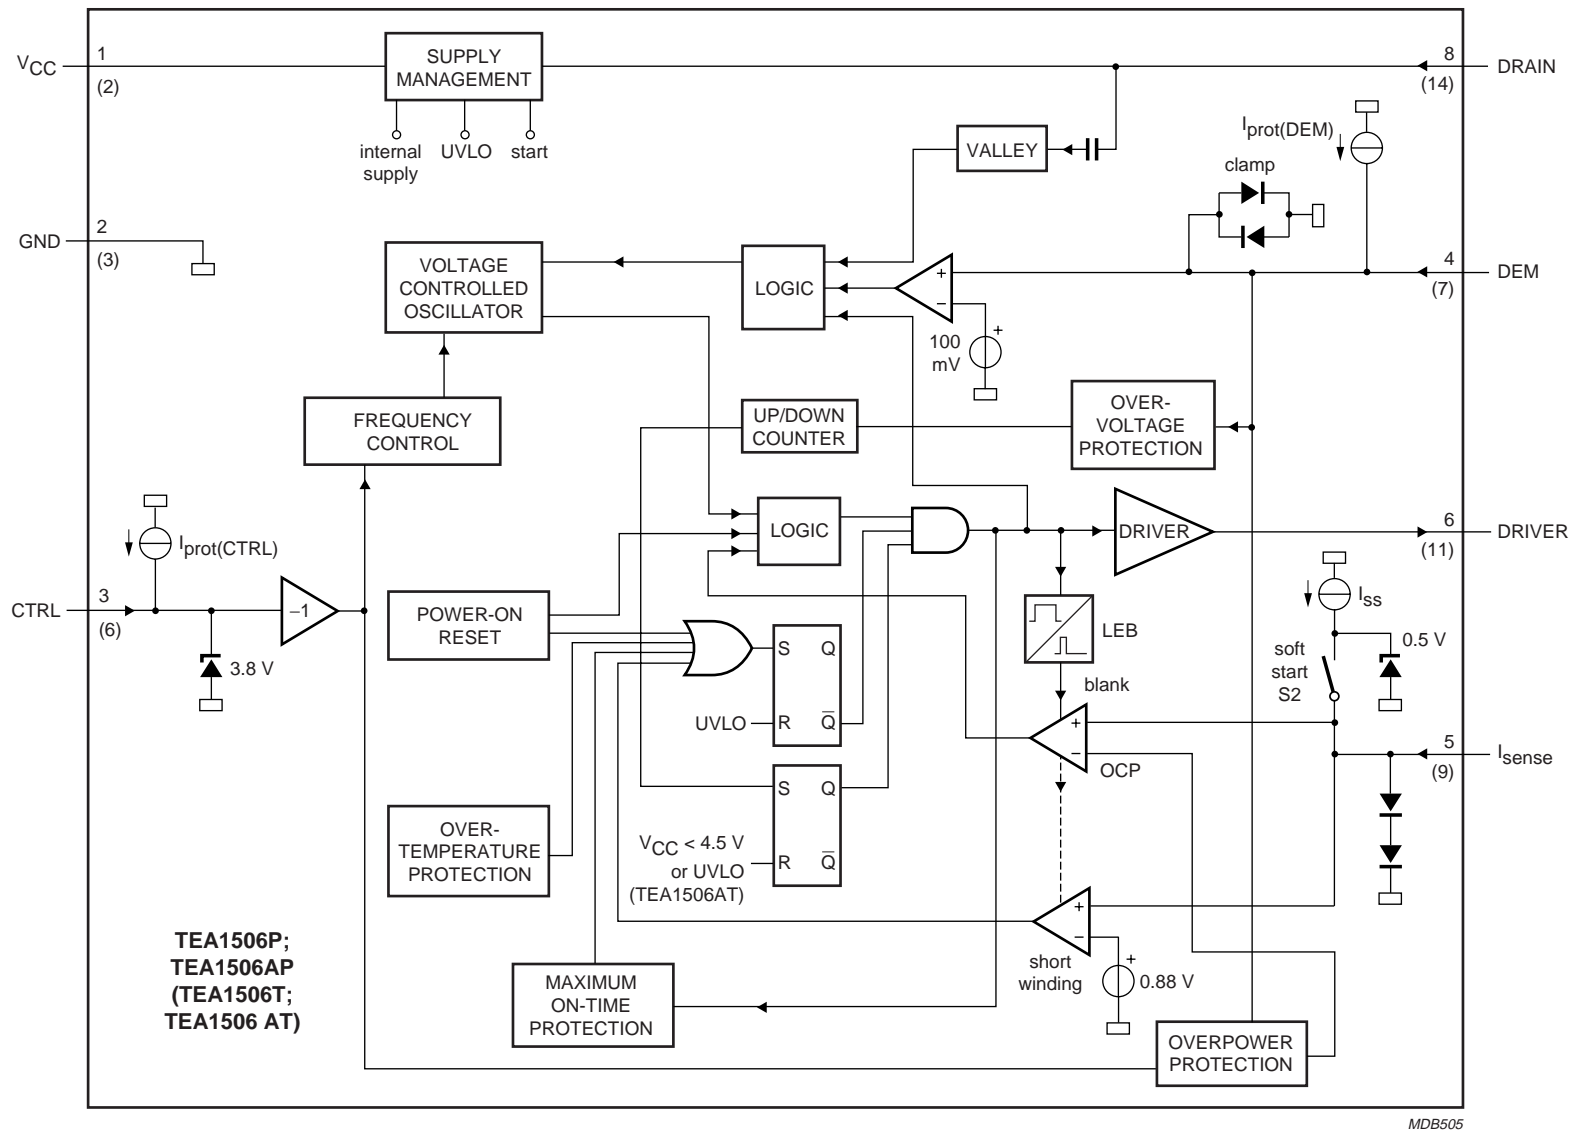 VCC
1
(2)
SUPPLY
MANAGEMENT
8
(14)
DRAIN
internal
supply
UVLO
start
VALLEY
Iprot(DEM)
clamp
GND
2
(3)
VOLTAGE
CONTROLLED
OSCILLATOR
LOGIC
+
−
4
(7)
DEM
100
mV
+
FREQUENCY
CONTROL
UP/DOWN
COUNTER
OVER-
VOLTAGE
PROTECTION
Iprot(CTRL)
LOGIC
DRIVER
6
(11)
DRIVER
CTRL
3
(6)
−1
3.8 V
POWER-ON
RESET
LEB
blank
Iss
0.5 V
soft
start
S2
S
Q
UVLO
R
Q̅
+
−
OCP
5
(9)
Isense
S
Q
VCC < 4.5 V
or UVLO
(TEA1506AT)
R
Q̅
OVER-
TEMPERATURE
PROTECTION
+
−
short
winding
+
0.88 V
TEA1506P;
TEA1506AP
(TEA1506T;
TEA1506 AT)
MAXIMUM
ON-TIME
PROTECTION
OVERPOWER
PROTECTION
MDB505